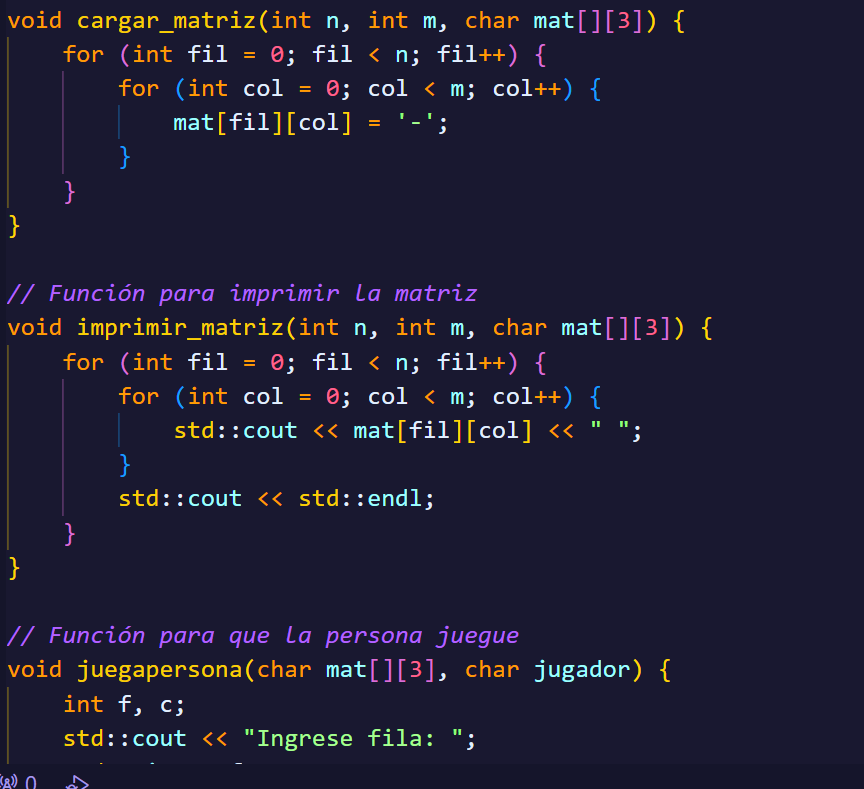 void cargar_matriz(int n, int m, char mat[][3]) {
    for (int fil = 0; fil < n; fil++) {
        for (int col = 0; col < m; col++) {
            mat[fil][col] = '-';
        }
    }
}

// Función para imprimir la matriz
void imprimir_matriz(int n, int m, char mat[][3]) {
    for (int fil = 0; fil < n; fil++) {
        for (int col = 0; col < m; col++) {
            std::cout << mat[fil][col] << " ";
        }
        std::cout << std::endl;
    }
}

// Función para que la persona juegue
void juegapersona(char mat[][3], char jugador) {
    int f, c;
    std::cout << "Ingrese fila: ";
0